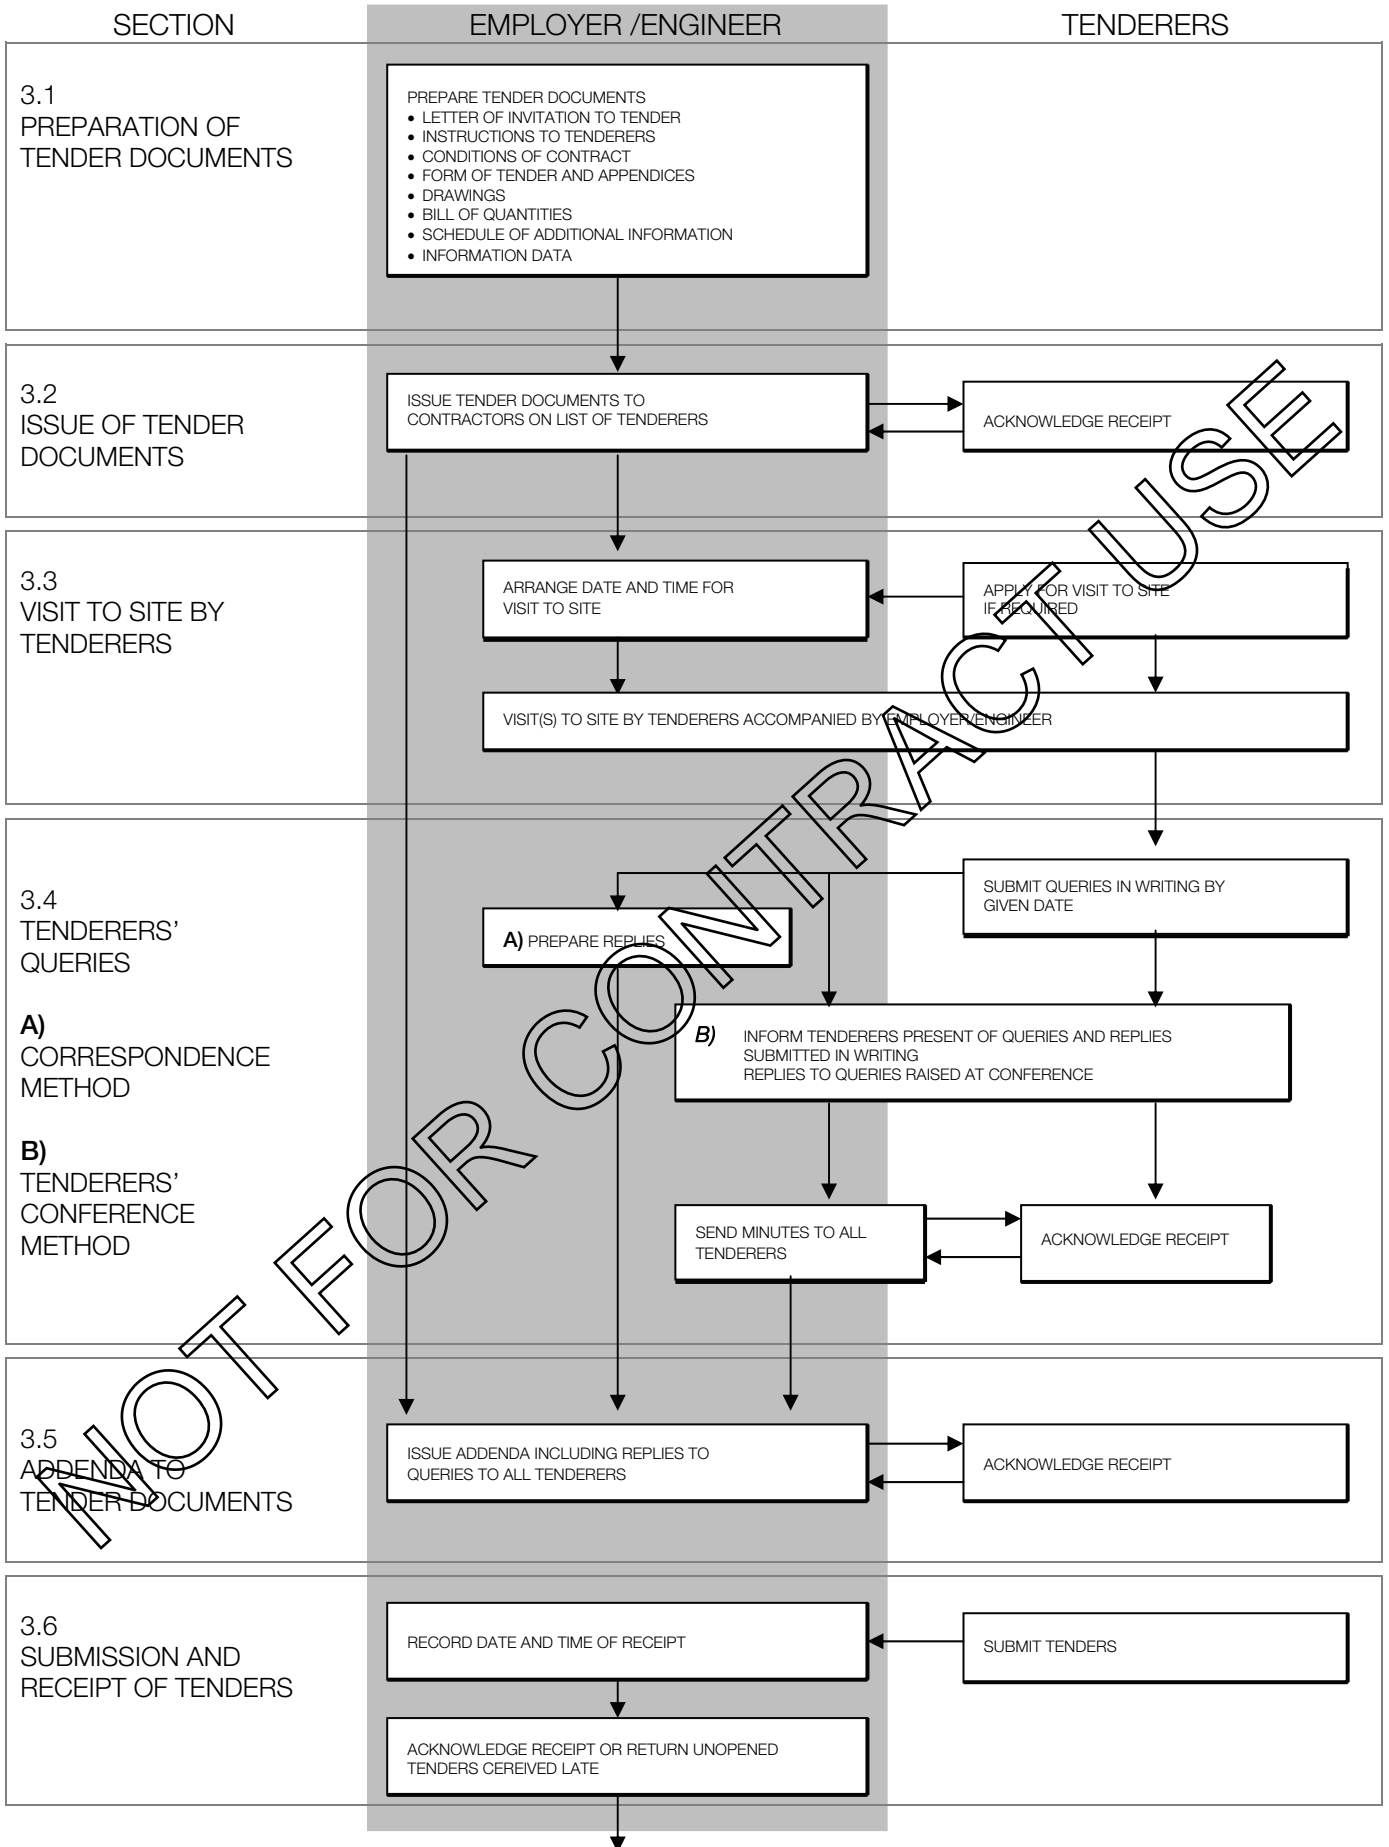 SECTION
EMPLOYER /ENGINEER
TENDERERS
3.1
PREPARATION OF
TENDER DOCUMENTS
PREPARE TENDER DOCUMENTS
• LETTER OF INVITATION TO TENDER
• INSTRUCTIONS TO TENDERERS
• CONDITIONS OF CONTRACT
• FORM OF TENDER AND APPENDICES
• DRAWINGS
• BILL OF QUANTITIES
• SCHEDULE OF ADDITIONAL INFORMATION
• INFORMATION DATA
3.2
ISSUE OF TENDER
DOCUMENTS
ISSUE TENDER DOCUMENTS TO
CONTRACTORS ON LIST OF TENDERERS
ACKNOWLEDGE RECEIPT
3.3
VISIT TO SITE BY
TENDERERS
ARRANGE DATE AND TIME FOR
VISIT TO SITE
APPLY FOR VISIT TO SITE
IF REQUIRED
VISIT(S) TO SITE BY TENDERERS ACCOMPANIED BY EMPLOYER/ENGINEER
3.4
TENDERERS’
QUERIES
A)
CORRESPONDENCE
METHOD
B)
TENDERERS’
CONFERENCE
METHOD
SUBMIT QUERIES IN WRITING BY
GIVEN DATE
A) PREPARE REPLIES
B) INFORM TENDERERS PRESENT OF QUERIES AND REPLIES
SUBMITTED IN WRITING
REPLIES TO QUERIES RAISED AT CONFERENCE
SEND MINUTES TO ALL
TENDERERS
ACKNOWLEDGE RECEIPT
3.5
ADDENDA TO
TENDER DOCUMENTS
ISSUE ADDENDA INCLUDING REPLIES TO
QUERIES TO ALL TENDERERS
ACKNOWLEDGE RECEIPT
3.6
SUBMISSION AND
RECEIPT OF TENDERS
RECORD DATE AND TIME OF RECEIPT
SUBMIT TENDERS
ACKNOWLEDGE RECEIPT OR RETURN UNOPENED
TENDERS CEREIVED LATE
NOT FOR CONTRACT USE